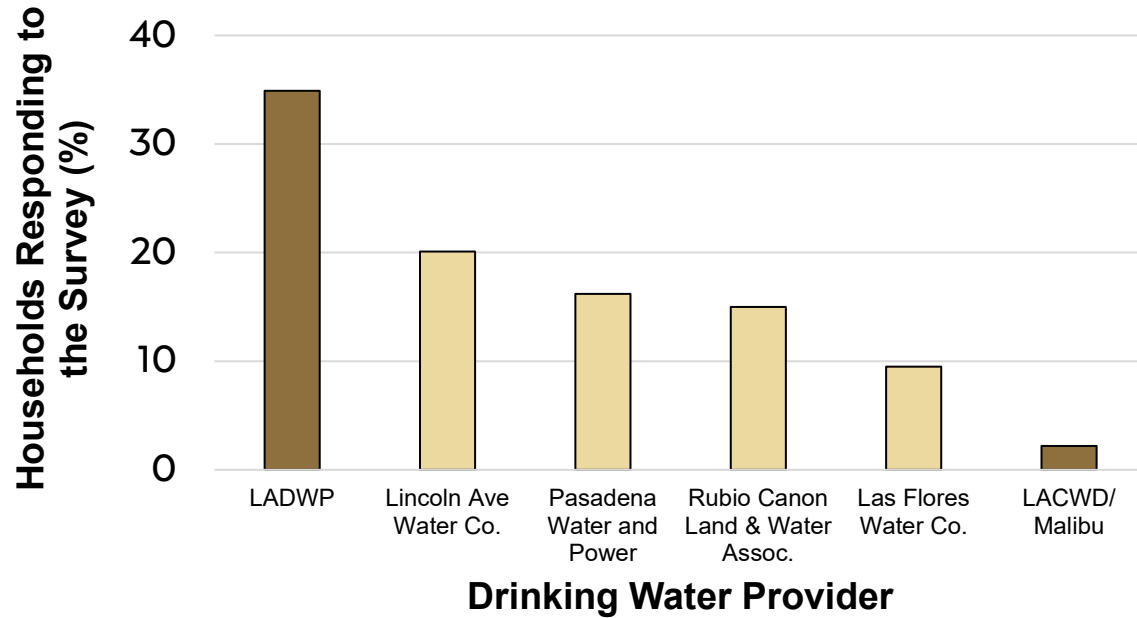 Households Responding to
the Survey (%)
40
30
20
10
0
LADWP
Lincoln Ave
Water Co.
Pasadena
Water and
Power
Rubio Canon
Land & Water
Assoc.
Las Flores
Water Co.
LACWD/
Malibu
Drinking Water Provider